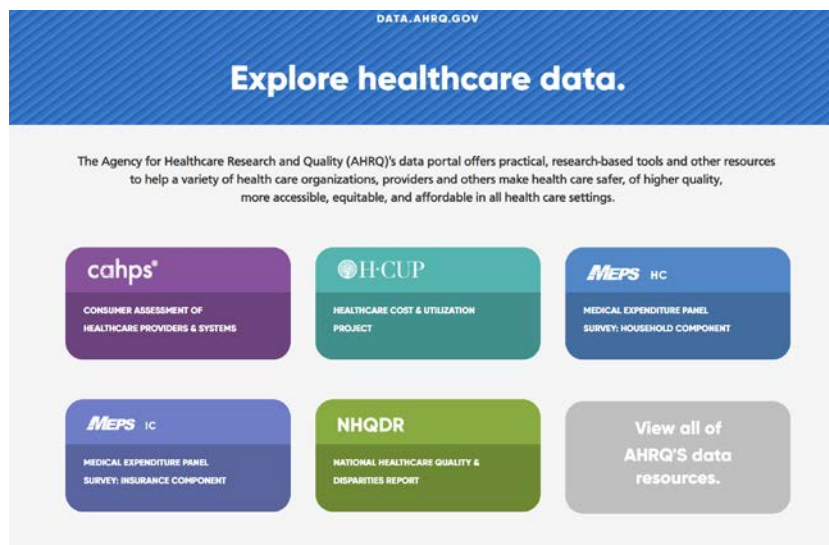 DATA.AHRQ.GOV
Explore healthcare data.
The Agency for Healthcare Research and Quality (AHRQ)'s data portal offers practical, research-based tools and other resources
to help a variety of health care organizations, providers and others make health care safer, of higher quality,
more accessible, equitable, and affordable in all health care settings.
cahps®
CONSUMER ASSESSMENT OF
HEALTHCARE PROVIDERS & SYSTEMS
H·CUP
HEALTHCARE COST & UTILIZATION
PROJECT
MEPS HC
MEDICAL EXPENDITURE PANEL
SURVEY: HOUSEHOLD COMPONENT
MEPS IC
MEDICAL EXPENDITURE PANEL
SURVEY: INSURANCE COMPONENT
NHQDR
NATIONAL HEALTHCARE QUALITY &
DISPARITIES REPORT
View all of
AHRQ'S data
resources.